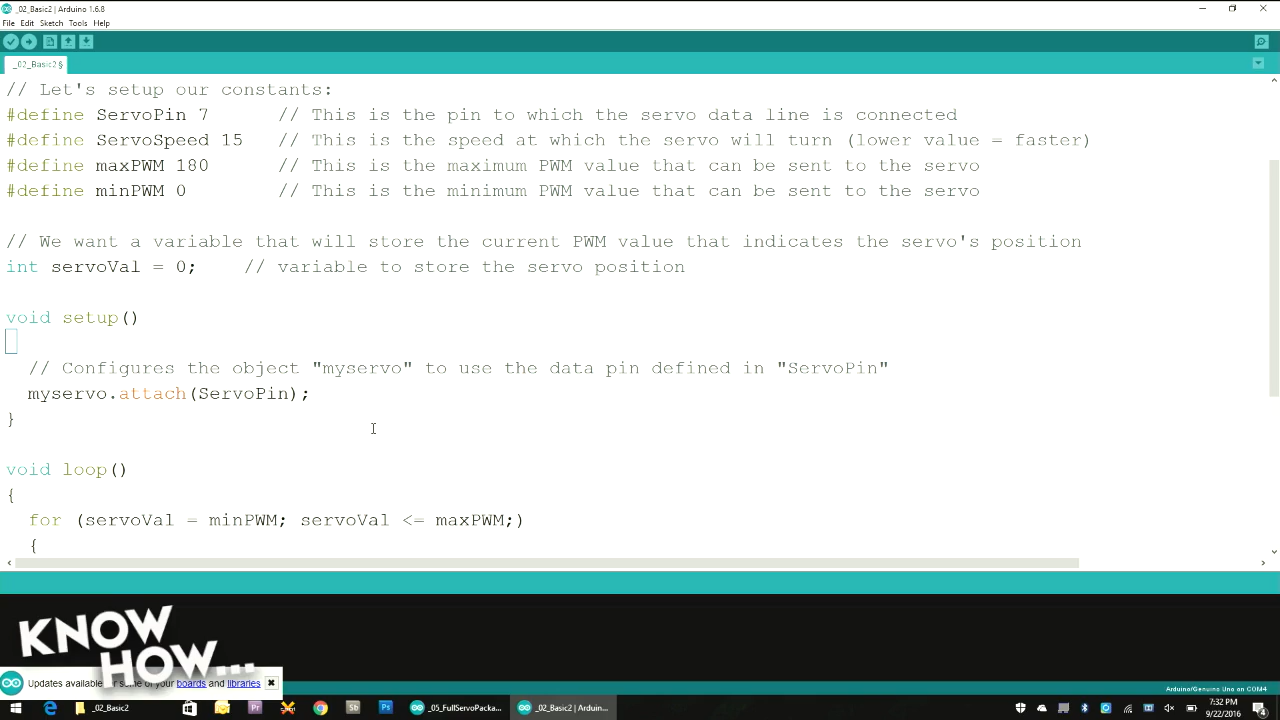 _02_Basic2 | Arduino 1.6.8
File Edit Sketch Tools Help
_02_Basic2 §
// Let's setup our constants:
#define ServoPin 7 // This is the pin to which the servo data line is connected
#define ServoSpeed 15 // This is the speed at which the servo will turn (lower value = faster)
#define maxPWM 180 // This is the maximum PWM value that can be sent to the servo
#define minPWM 0 // This is the minimum PWM value that can be sent to the servo
// We want a variable that will store the current PWM value that indicates the servo's position
int servoVal = 0; // variable to store the servo position
void setup()
// Configures the object "myservo" to use the data pin defined in "ServoPin"
myservo.attach(ServoPin);
}
void loop()
{
for (servoVal = minPWM; servoVal <= maxPWM;)
{
KNOW
HOW...
Updates available for some of your boards and libraries
Arduino/Genuino Uno on COM4
_02_Basic2
_05_FullServoPacka...
_02_Basic2 | Arduin...
7:32 PM
9/22/2016